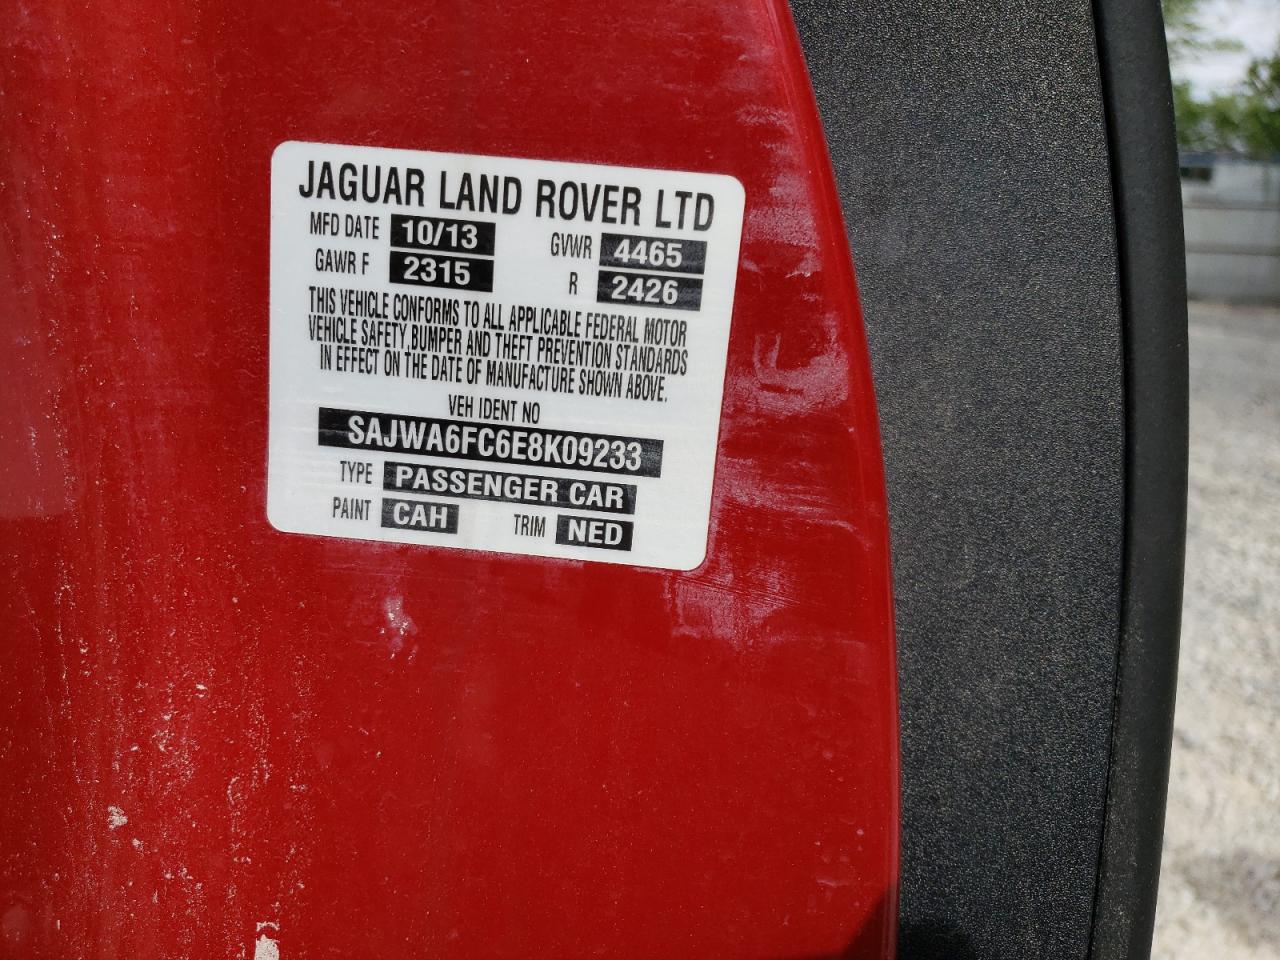 JAGUAR LAND ROVER LTD
MFD DATE 10/13 GVWR 4465
GAWR F 2315 R 2426
THIS VEHICLE CONFORMS TO ALL APPLICABLE FEDERAL MOTOR
VEHICLE SAFETY, BUMPER AND THEFT PREVENTION STANDARDS
IN EFFECT ON THE DATE OF MANUFACTURE SHOWN ABOVE.
VEH IDENT NO
SAJWA6FC6E8K09233
TYPE PASSENGER CAR
PAINT CAH TRIM NED